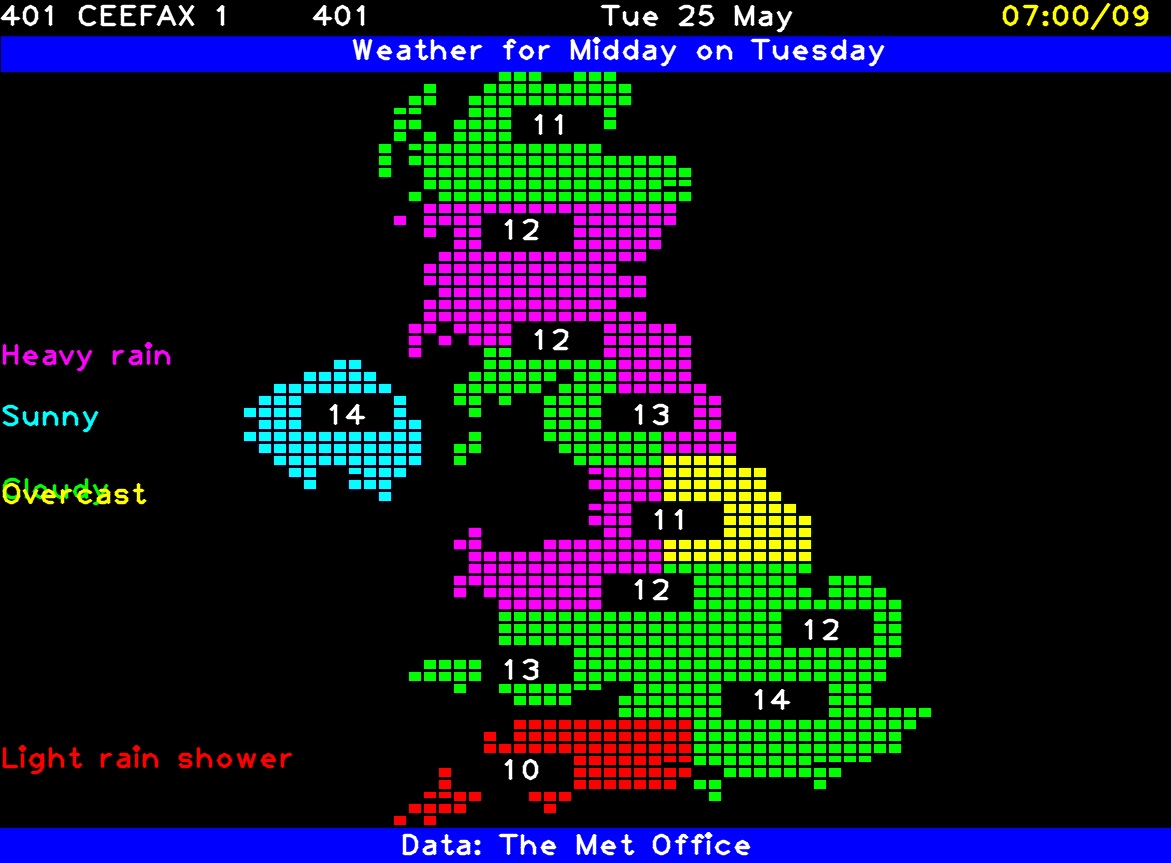 401 CEEFAX 1 401 Tue 25 May 07:00/09
Weather for Midday on Tuesday
11
12
12
Heavy rain
Sunny
14
13
Cloudy
Overcast
11
12
12
13
14
Light rain shower
10
Data: The Met Office